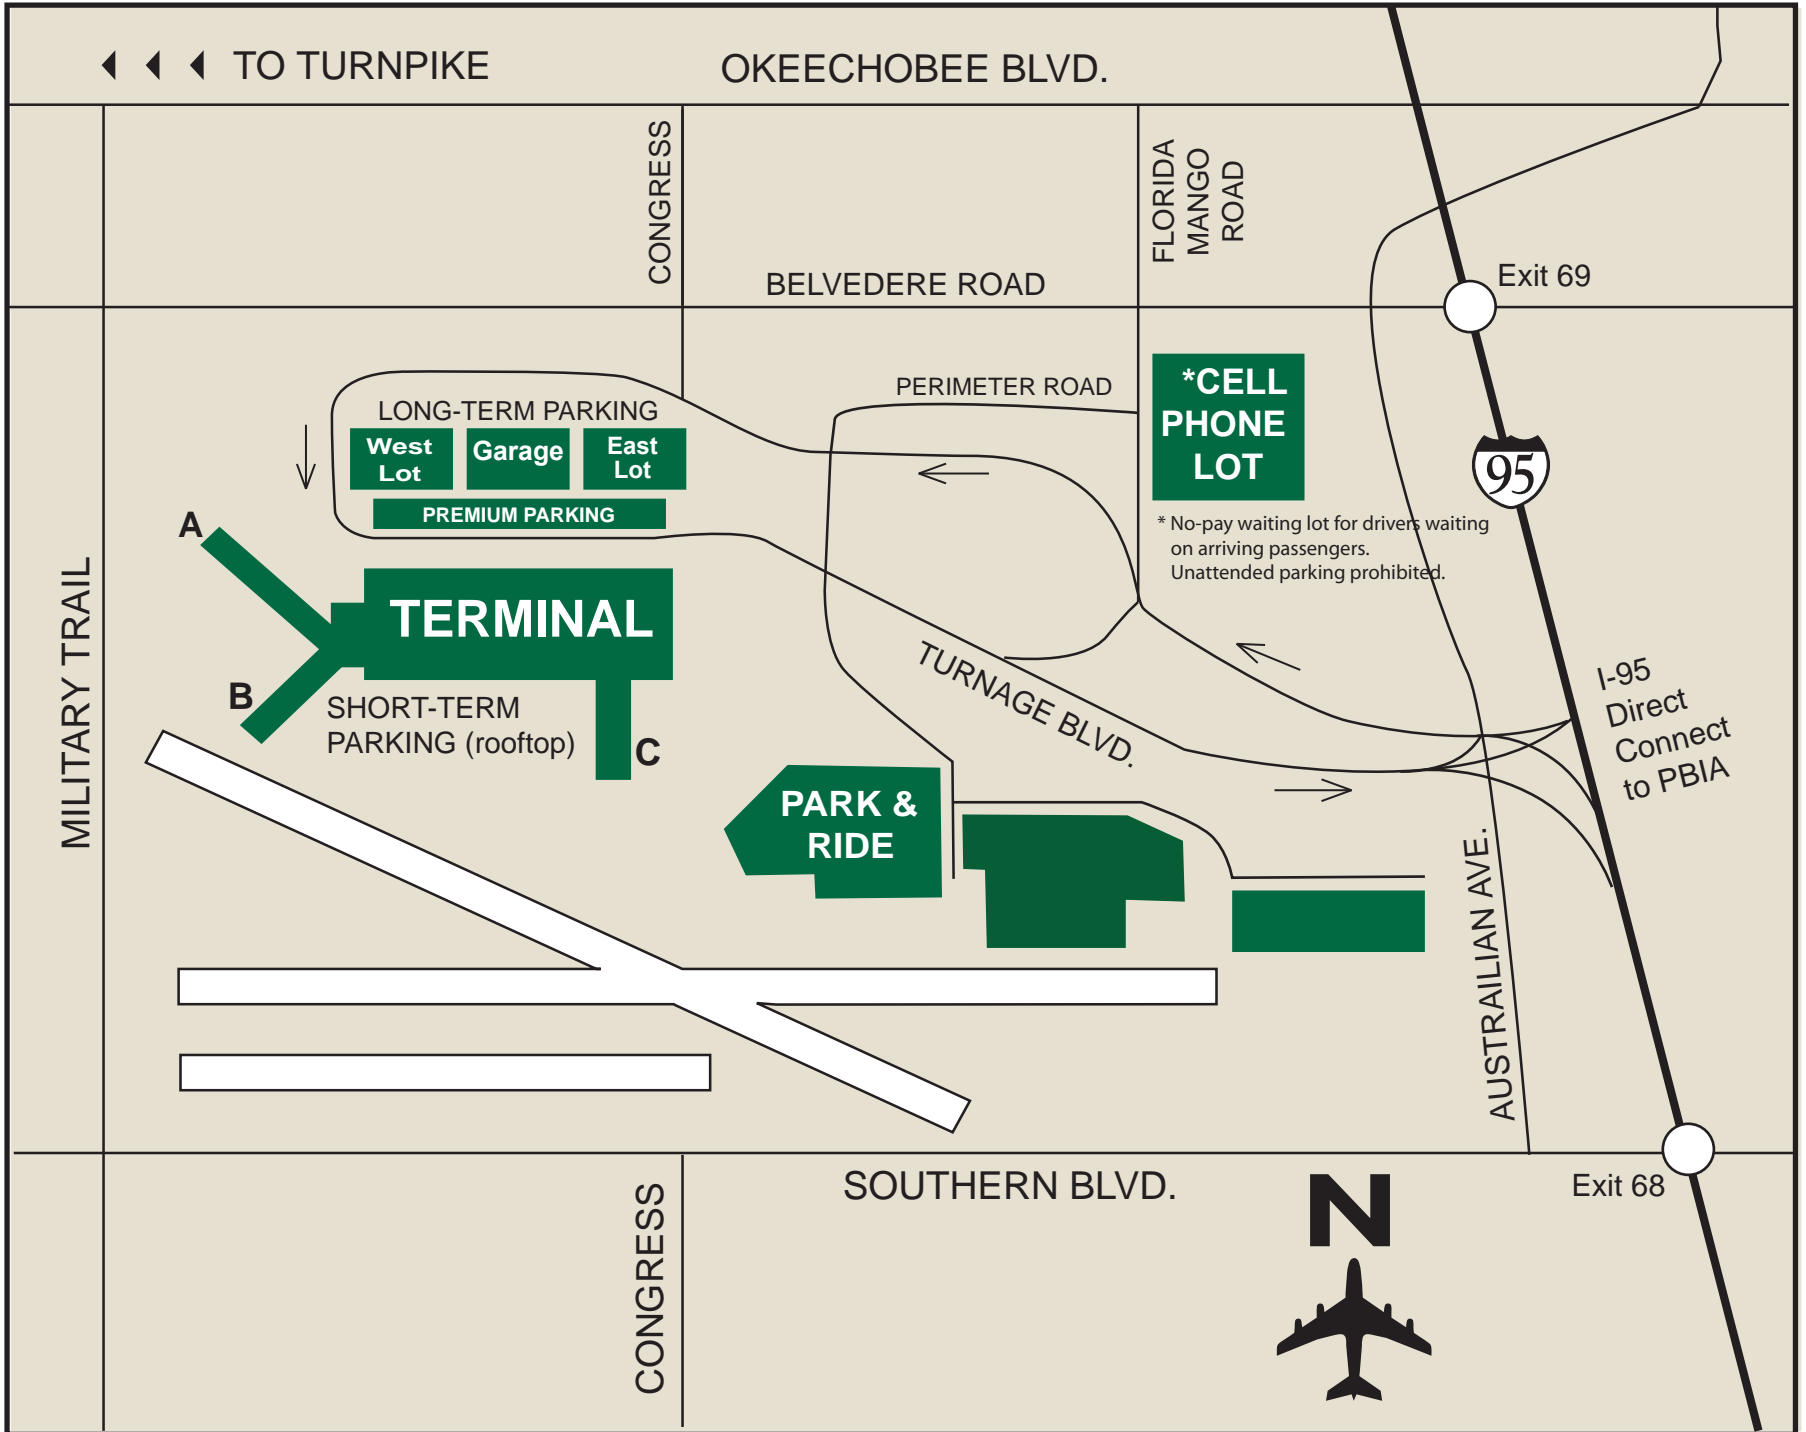 TO TURNPIKE
OKEECHOBEE BLVD.
CONGRESS
FLORIDA
MANGO
ROAD
BELVEDERE ROAD
Exit 69
PERIMETER ROAD
*CELL
PHONE
LOT
LONG-TERM PARKING
West
Lot
Garage
East
Lot
PREMIUM PARKING
95
* No-pay waiting lot for drivers waiting
on arriving passengers.
Unattended parking prohibited.
A
TERMINAL
B
SHORT-TERM
PARKING (rooftop)
C
MILITARY TRAIL
TURNAGE BLVD.
I-95
Direct
Connect
to PBIA
PARK &
RIDE
AUSTRAILIAN AVE.
SOUTHERN BLVD.
Exit 68
CONGRESS
N